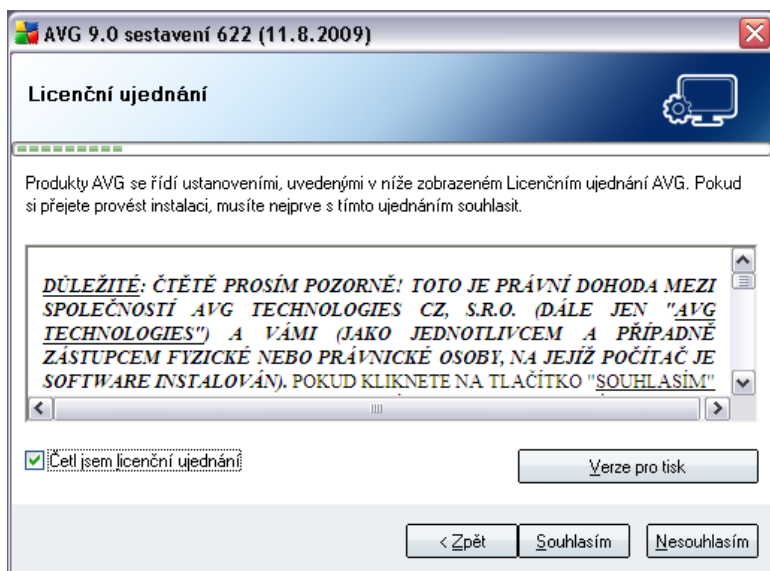 AVG 9.0 sestavení 622 (11.8.2009)
Licenční ujednání
Produkty AVG se řídí ustanoveními, uvedenými v níže zobrazeném Licenčním ujednání AVG. Pokud
si přejete provést instalaci, musíte nejprve s tímto ujednáním souhlasit.
DŮLEŽITÉ: ČTĚTĚ PROSÍM POZORNĚ! TOTO JE PRÁVNÍ DOHODA MEZI
SPOLEČNOSTÍ AVG TECHNOLOGIES CZ, S.R.O. (DÁLE JEN "AVG
TECHNOLOGIES") A VÁMI (JAKO JEDNOTLIVCEM A PŘÍPADNĚ
ZÁSTUPCEM FYZICKÉ NEBO PRÁVNICKÉ OSOBY, NA JEJÍŽ POČÍTAČ JE
SOFTWARE INSTALOVÁN). POKUD KLIKNETE NA TLAČÍTKO "SOUHLASÍM"
Četl jsem licenční ujednání
Verze pro tisk
< Zpět
Souhlasím
Nesouhlasím